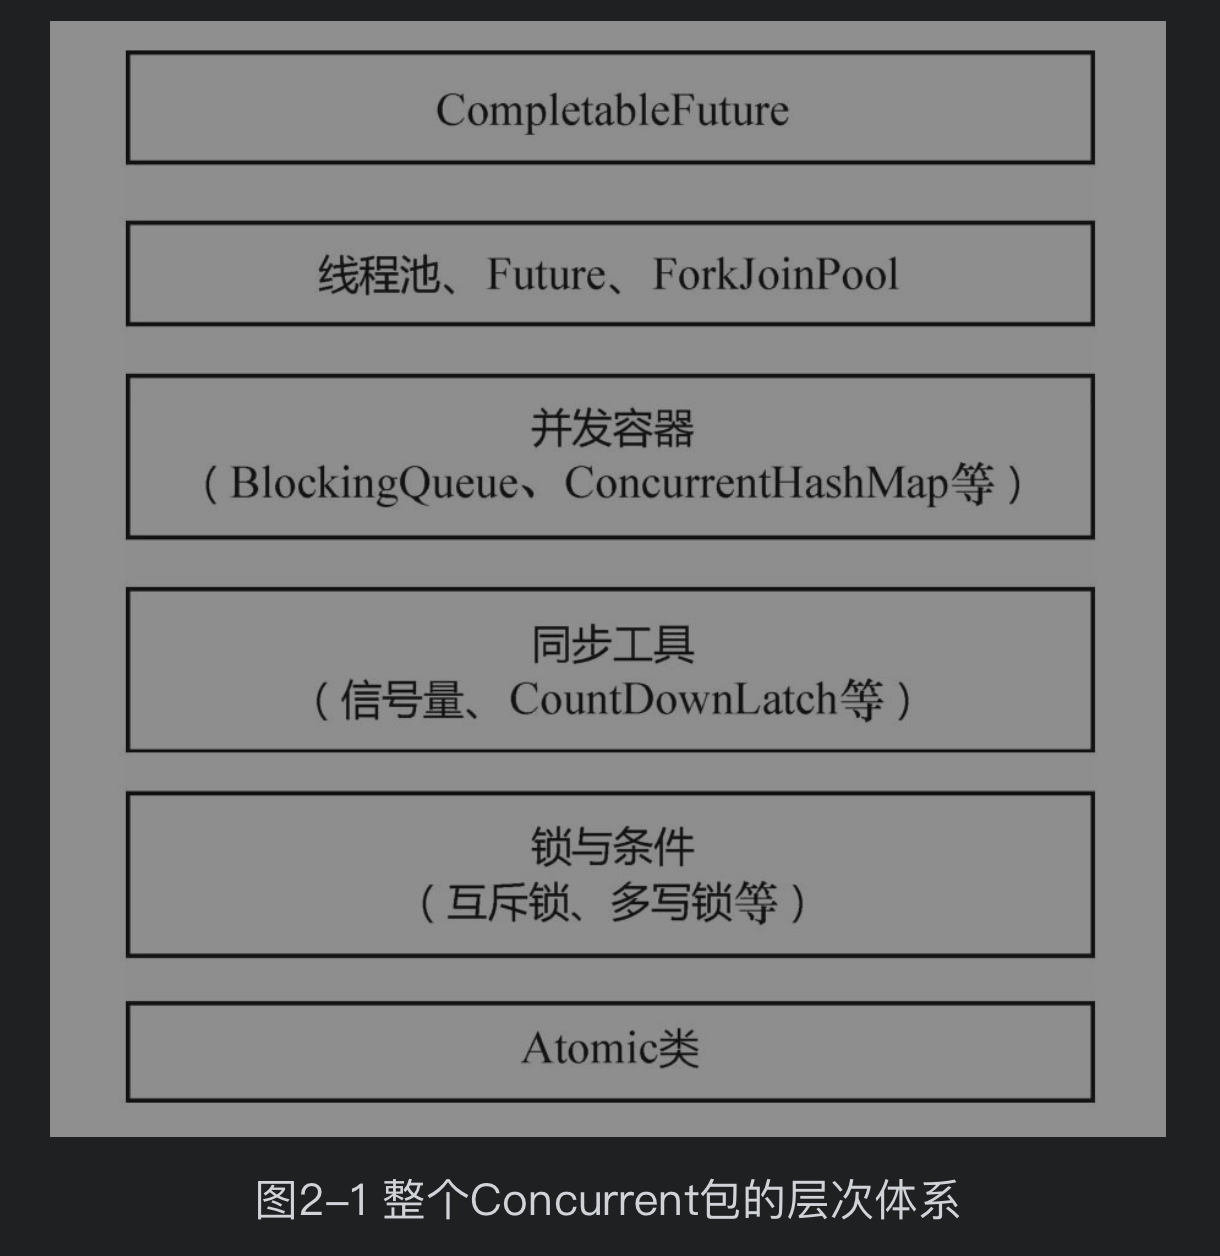 CompletableFuture
线程池、Future、ForkJoinPool
并发容器
（BlockingQueue、ConcurrentHashMap等）
同步工具
（信号量、CountDownLatch等）
锁与条件
（互斥锁、多写锁等）
Atomic类
图2-1 整个Concurrent包的层次体系